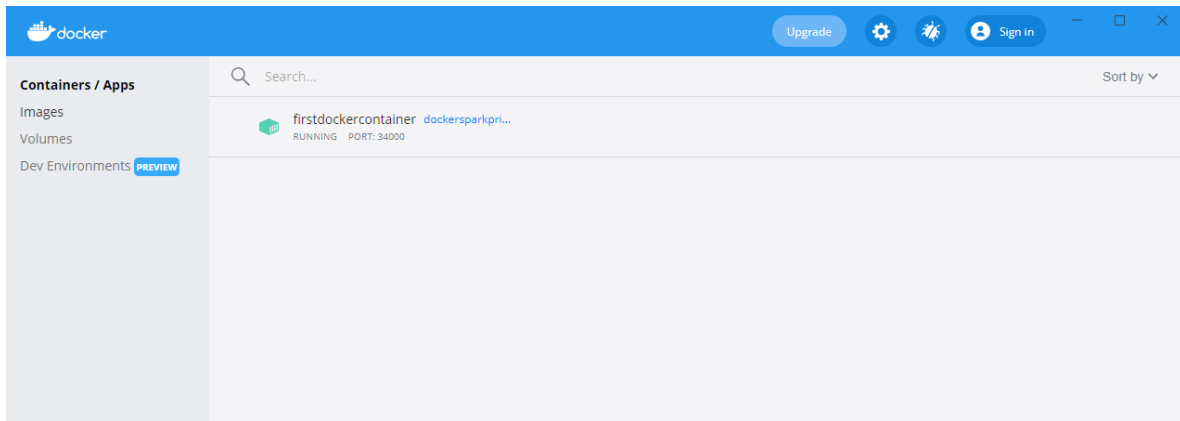 docker
Upgrade
Sign in
Containers / Apps
Images
Volumes
Dev Environments PREVIEW
Search...
Sort by
firstdockercontainer dockersparkpri...
RUNNING PORT: 34000